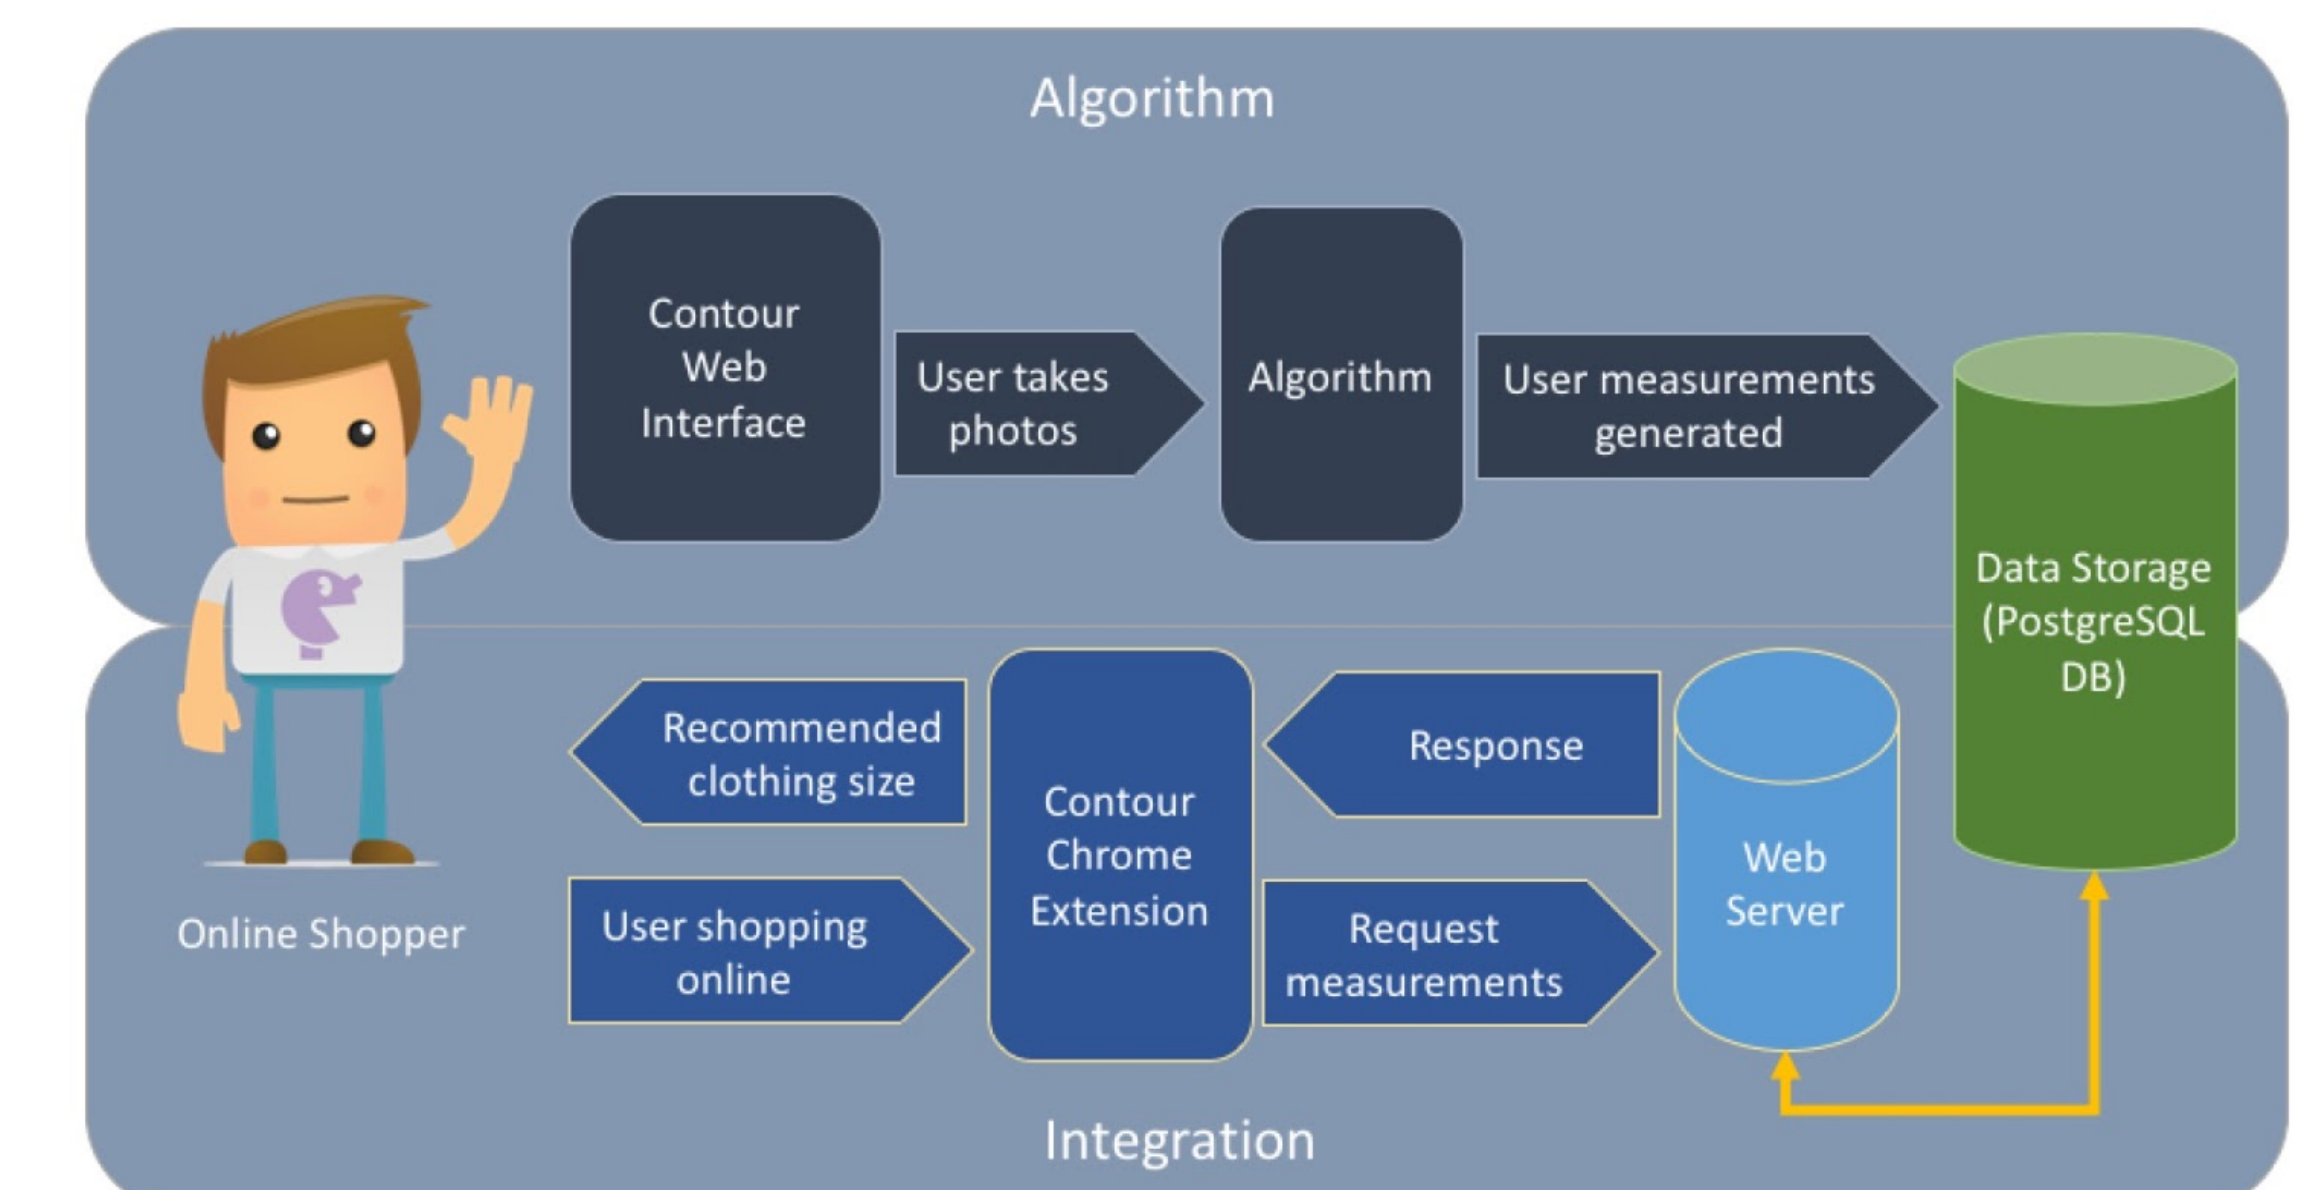 Algorithm
Contour
Web
Interface
User takes
photos
Algorithm
User measurements
generated
Data Storage
(PostgreSQL
DB)
Recommended
clothing size
Contour
Chrome
Extension
Response
Web
Server
Online Shopper
User shopping
online
Request
measurements
Integration